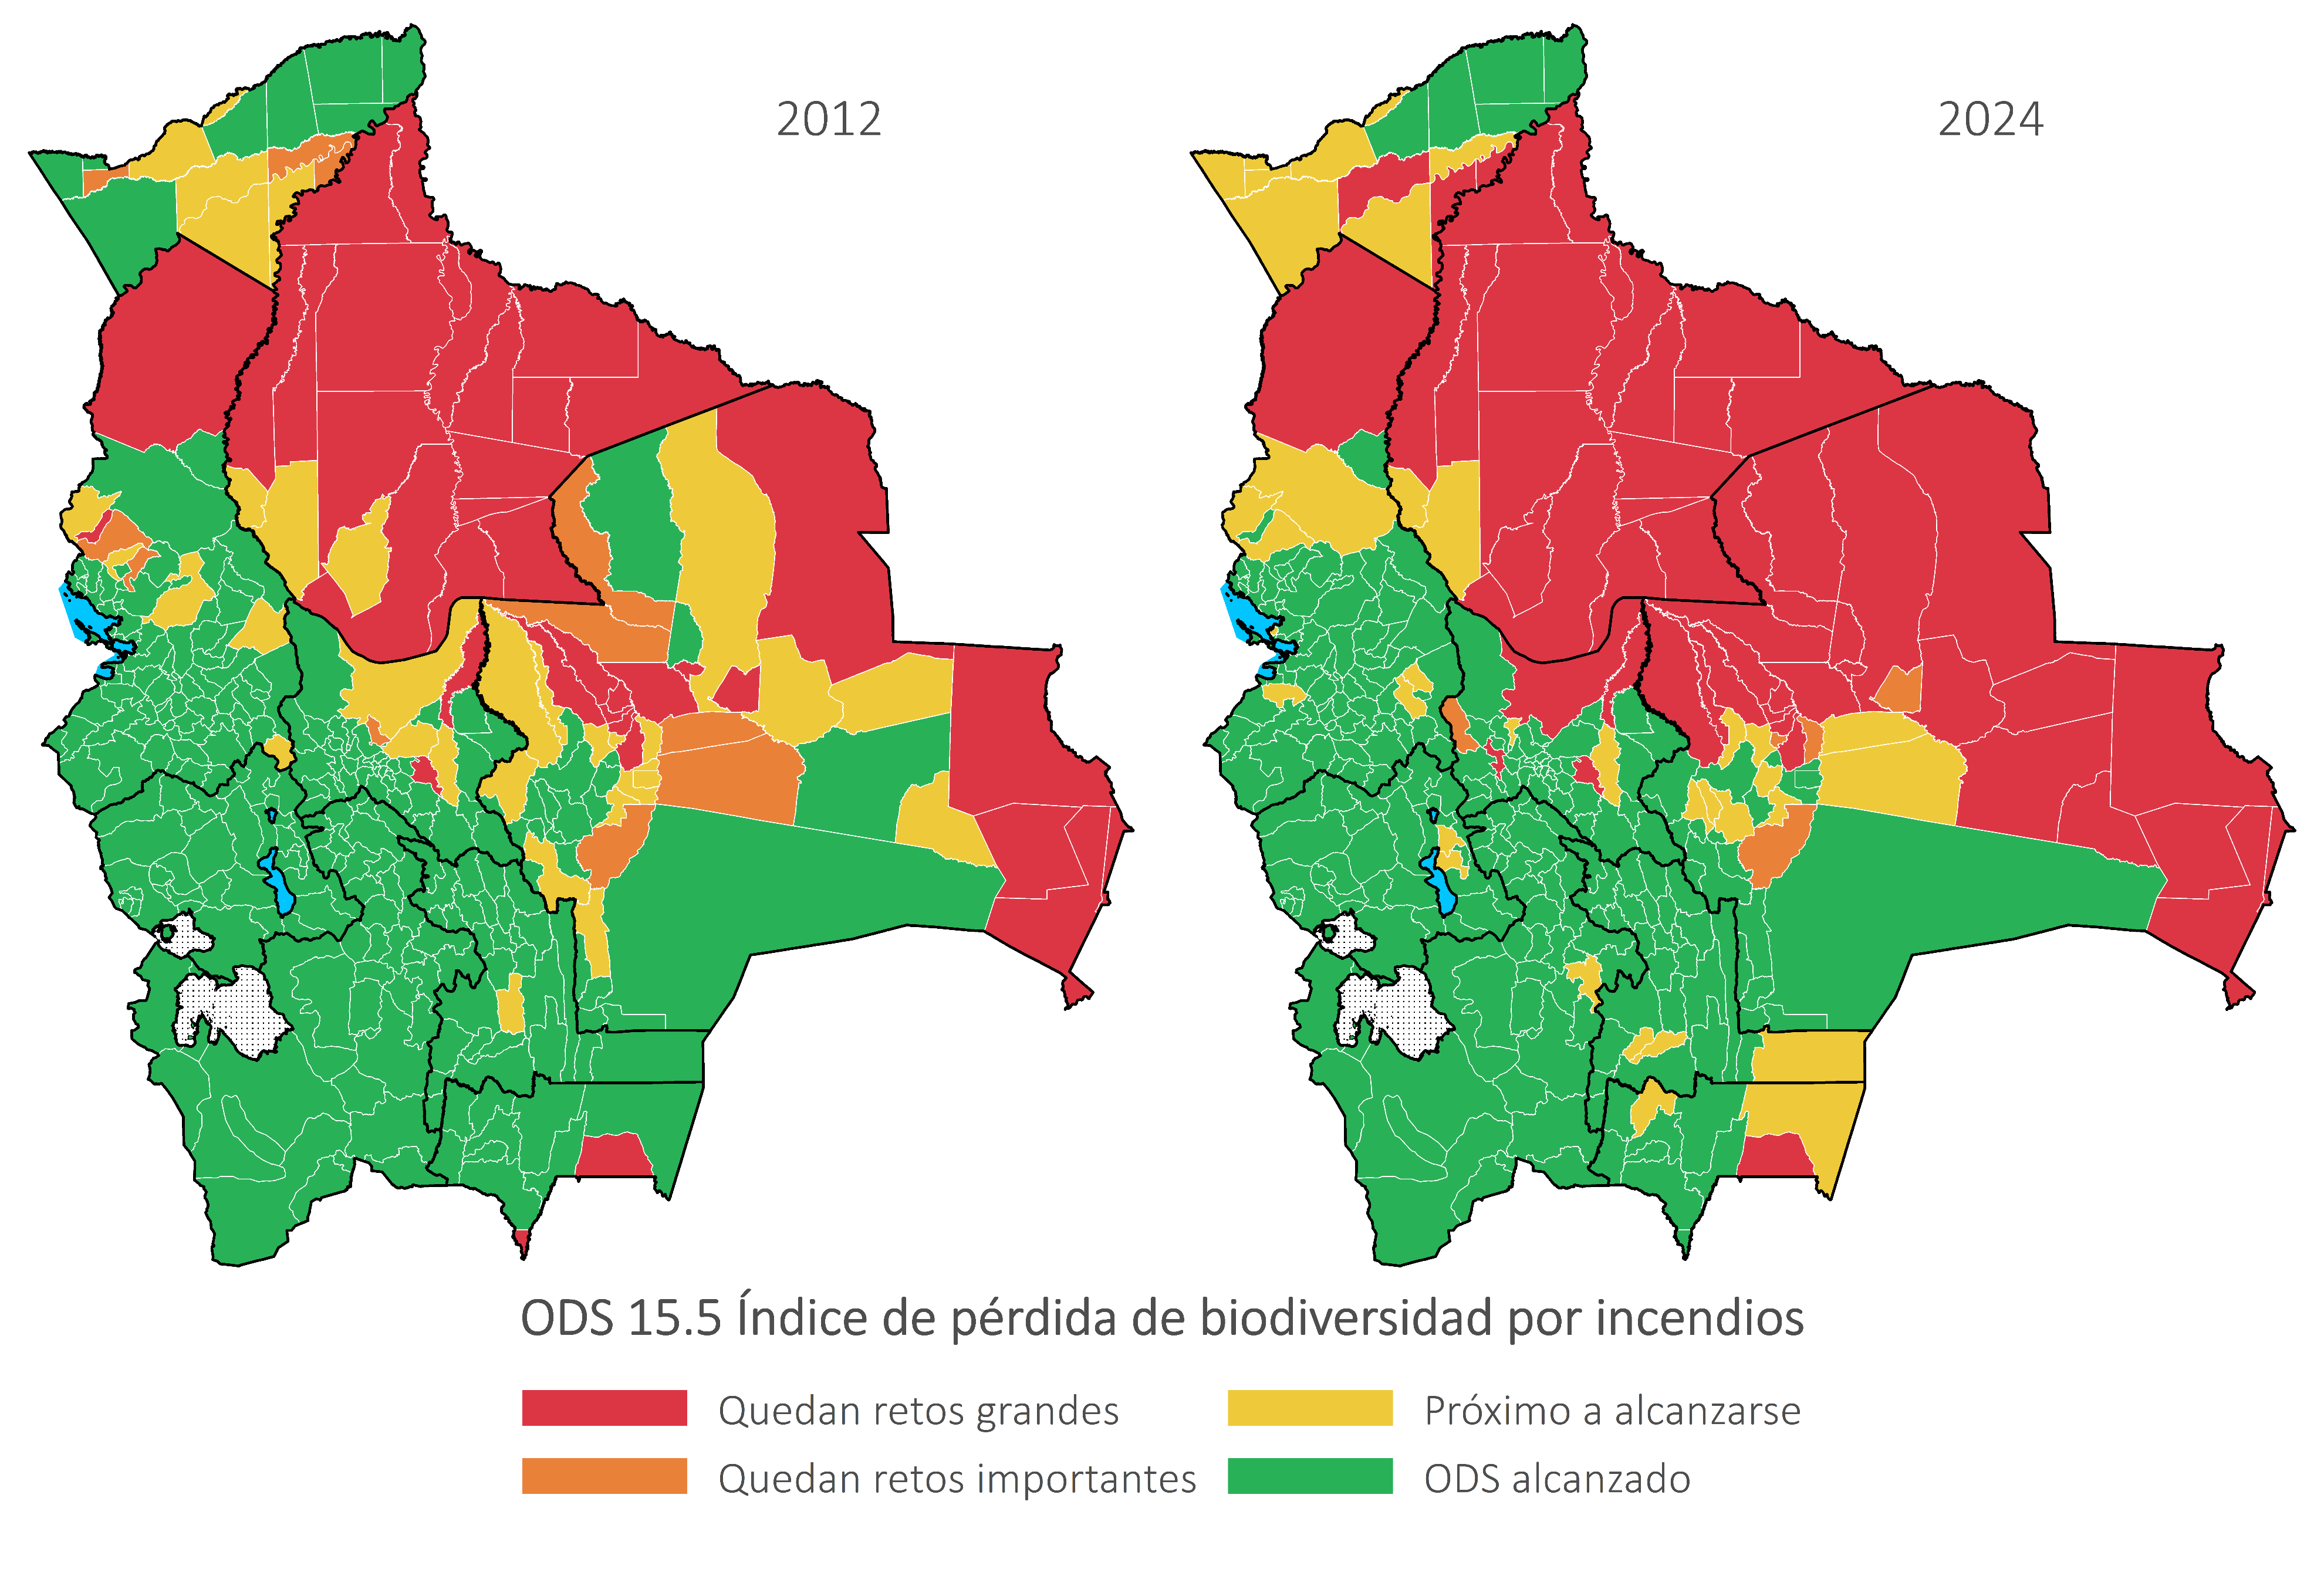 2012
2024
ODS 15.5 Índice de pérdida de biodiversidad por incendios
Quedan retos grandes
Próximo a alcanzarse
Quedan retos importantes
ODS alcanzado